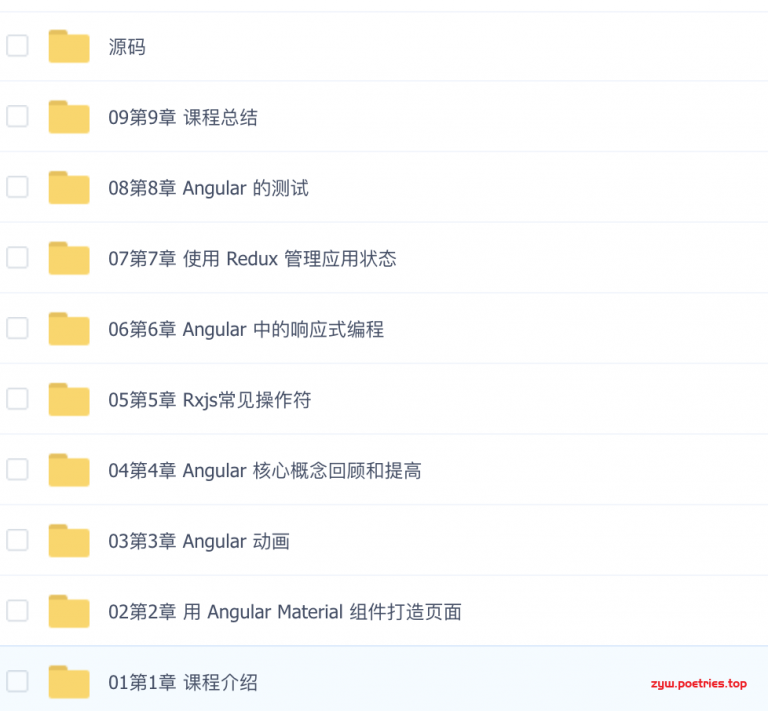 源码
09第9章 课程总结
08第8章 Angular 的测试
07第7章 使用 Redux 管理应用状态
06第6章 Angular 中的响应式编程
05第5章 Rxjs常见操作符
04第4章 Angular 核心概念回顾和提高
03第3章 Angular 动画
02第2章 用 Angular Material 组件打造页面
01第1章 课程介绍
zyw.poetries.top